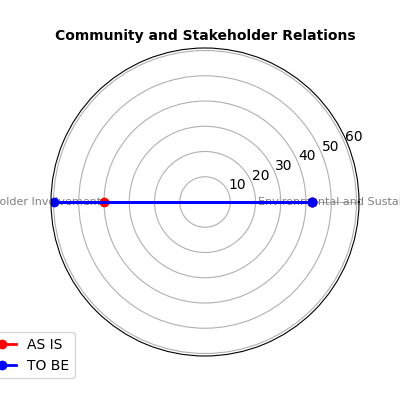 Community and Stakeholder Relations
60
50
40
30
20
10
older Involvement
Environmental and Sustai
AS IS
TO BE